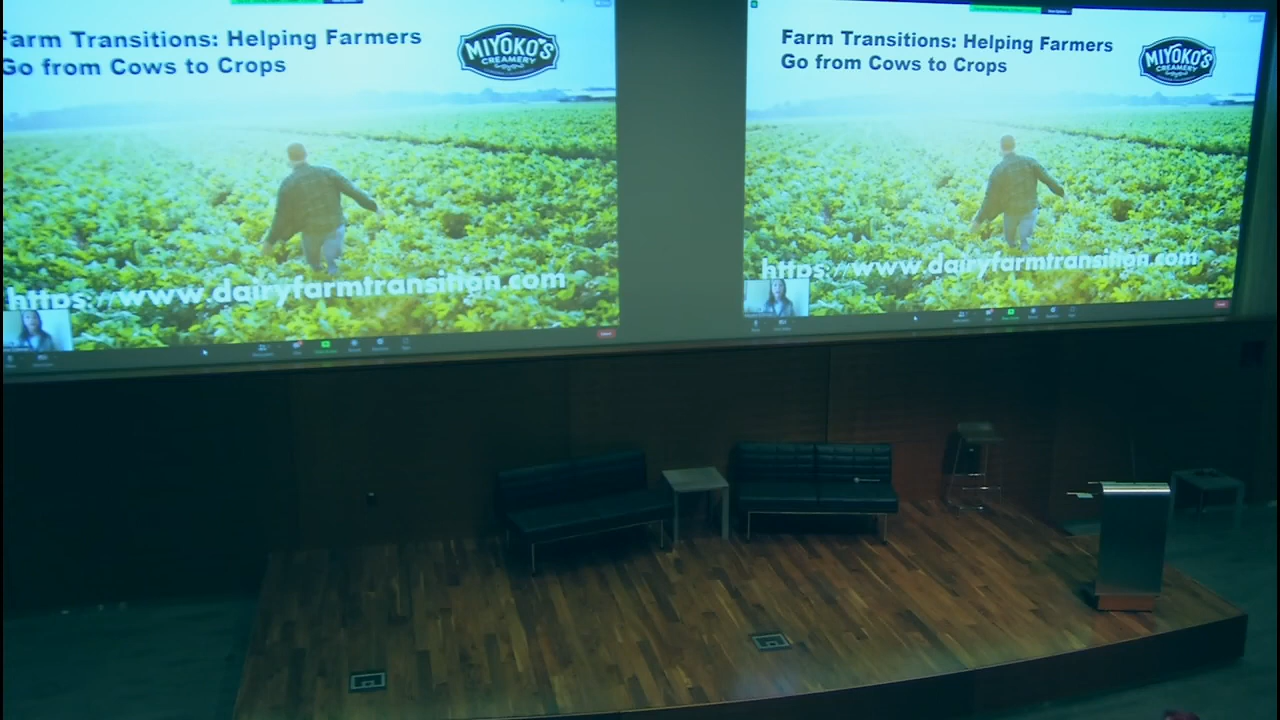 Farm Transitions: Helping Farmers
Go from Cows to Crops
MIYOKO'S
CREAMERY
https://www.dairyfarmtransition.com
Farm Transitions: Helping Farmers
Go from Cows to Crops
MIYOKO'S
CREAMERY
https://www.dairyfarmtransition.com